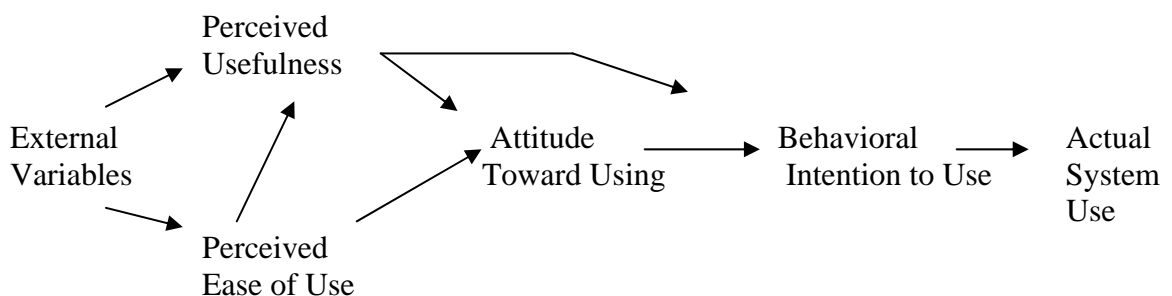 Perceived
Usefulness
External
Variables
Attitude
Toward Using
Behavioral
Intention to Use
Actual
System
Use
Perceived
Ease of Use